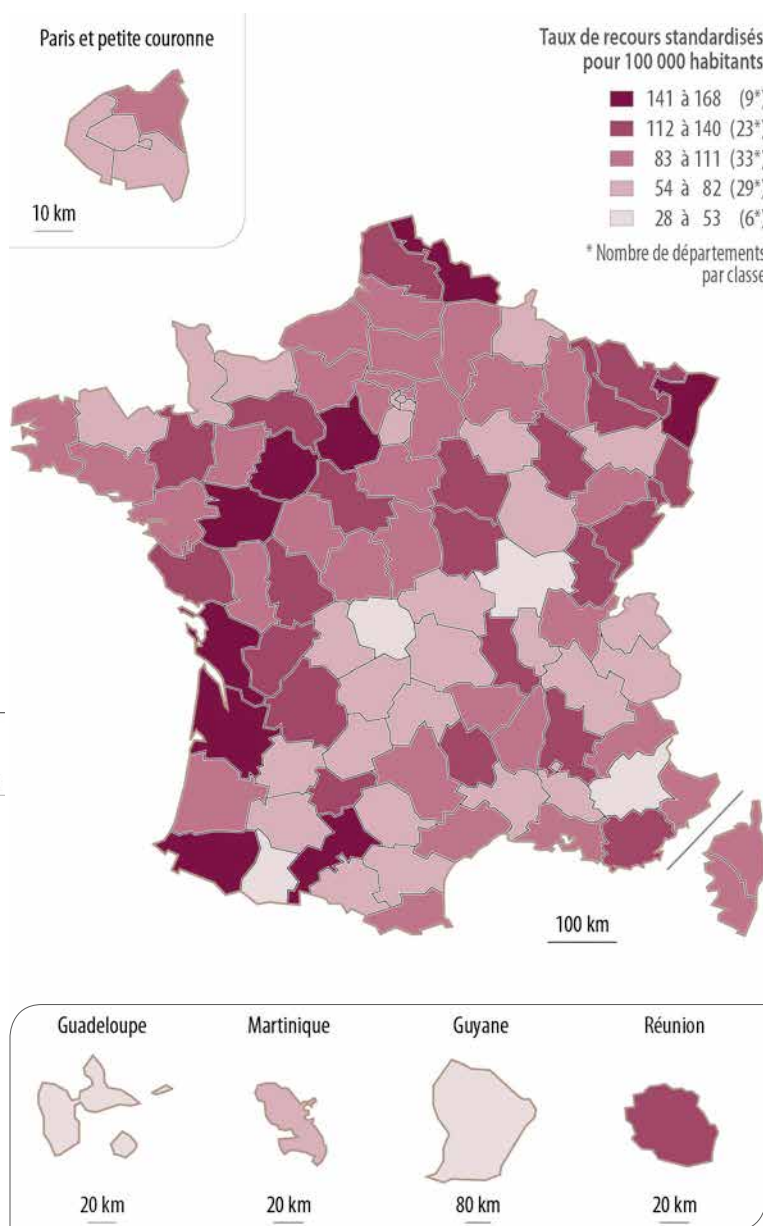 Paris et petite couronne
10 km
Taux de recours standardisés
pour 100 000 habitants
141 à 168 (9*)
112 à 140 (23*)
83 à 111 (33*)
54 à 82 (29*)
28 à 53 (6*)
* Nombre de départements
par classe
100 km
Guadeloupe
Martinique
Guyane
Réunion
20 km
20 km
80 km
20 km